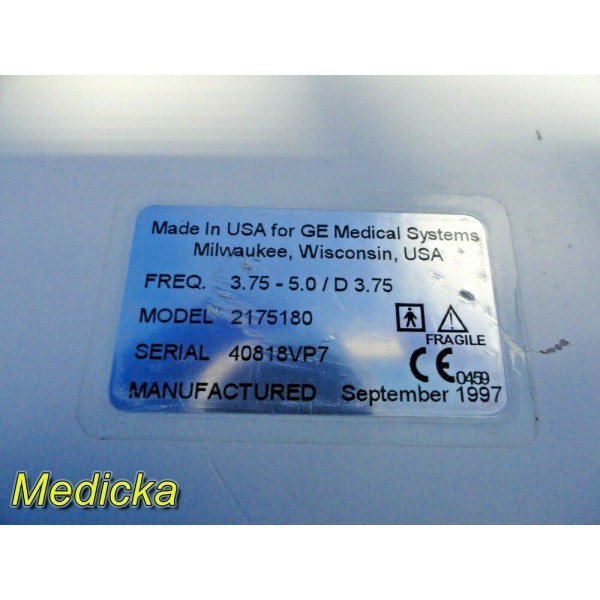 Made In USA for GE Medical Systems
Milwaukee, Wisconsin, USA
FREQ. 3.75 - 5.0 / D 3.75
MODEL 2175180
FRAGILE
SERIAL 40818VP7
CE 0459
MANUFACTURED September 1997
Medicka